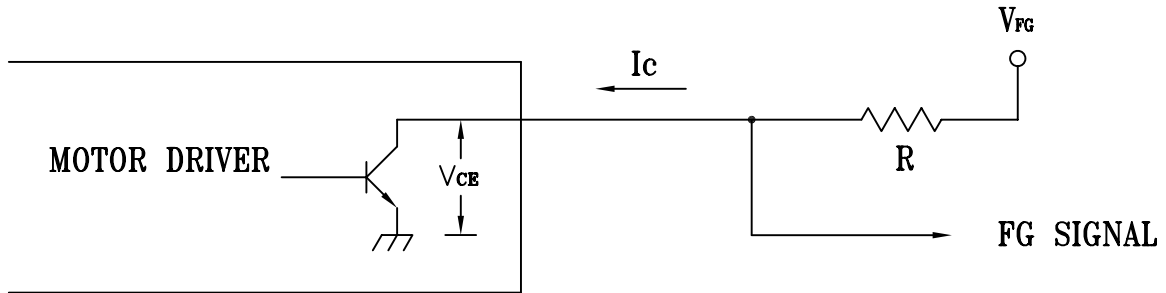 VFG
Ic
MOTOR DRIVER
VCE
R
FG SIGNAL